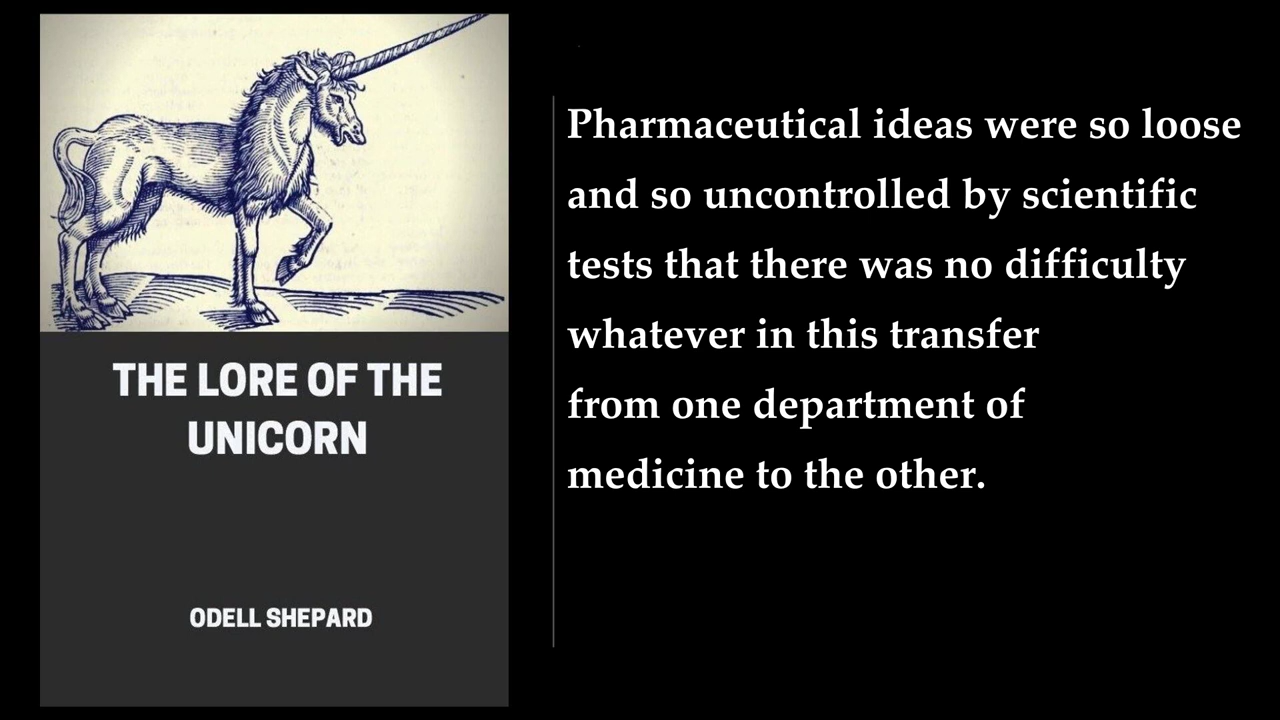 THE LORE OF THE
UNICORN
ODELL SHEPARD
Pharmaceutical ideas were so loose
and so uncontrolled by scientific
tests that there was no difficulty
whatever in this transfer
from one department of
medicine to the other.